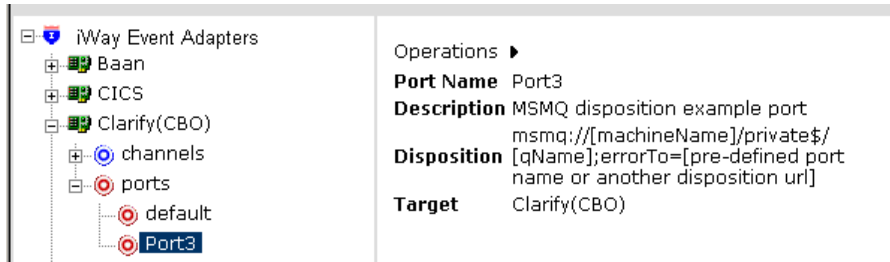 iWay Event Adapters
Baan
CICS
Clarify(CBO)
channels
ports
default
Port3
Operations
Port Name Port3
Description MSMQ disposition example port
Disposition msmq://[machineName]/private$/
[qName];errorTo=[pre-defined port
name or another disposition url]
Target Clarify(CBO)